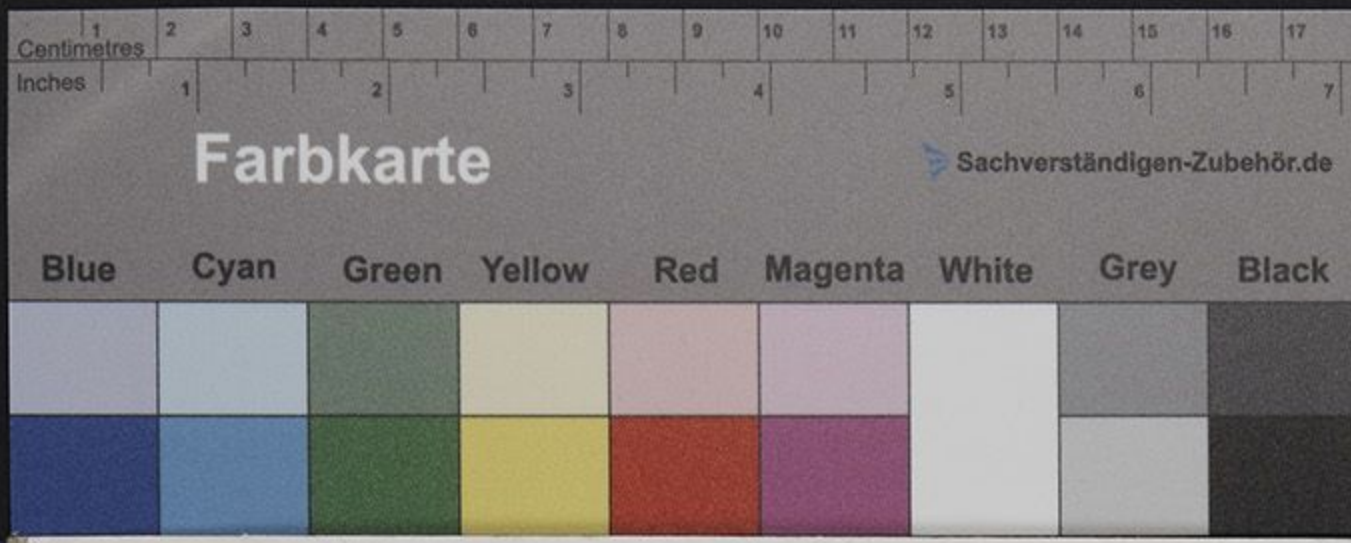 1 2 3 4 5 6 7 8 9 10 11 12 13 14 15 16 17
Centimetres
Inches 1 2 3 4 5 6 7
Farbkarte
Sachverständigen-Zubehör.de
Blue Cyan Green Yellow Red Magenta White Grey Black